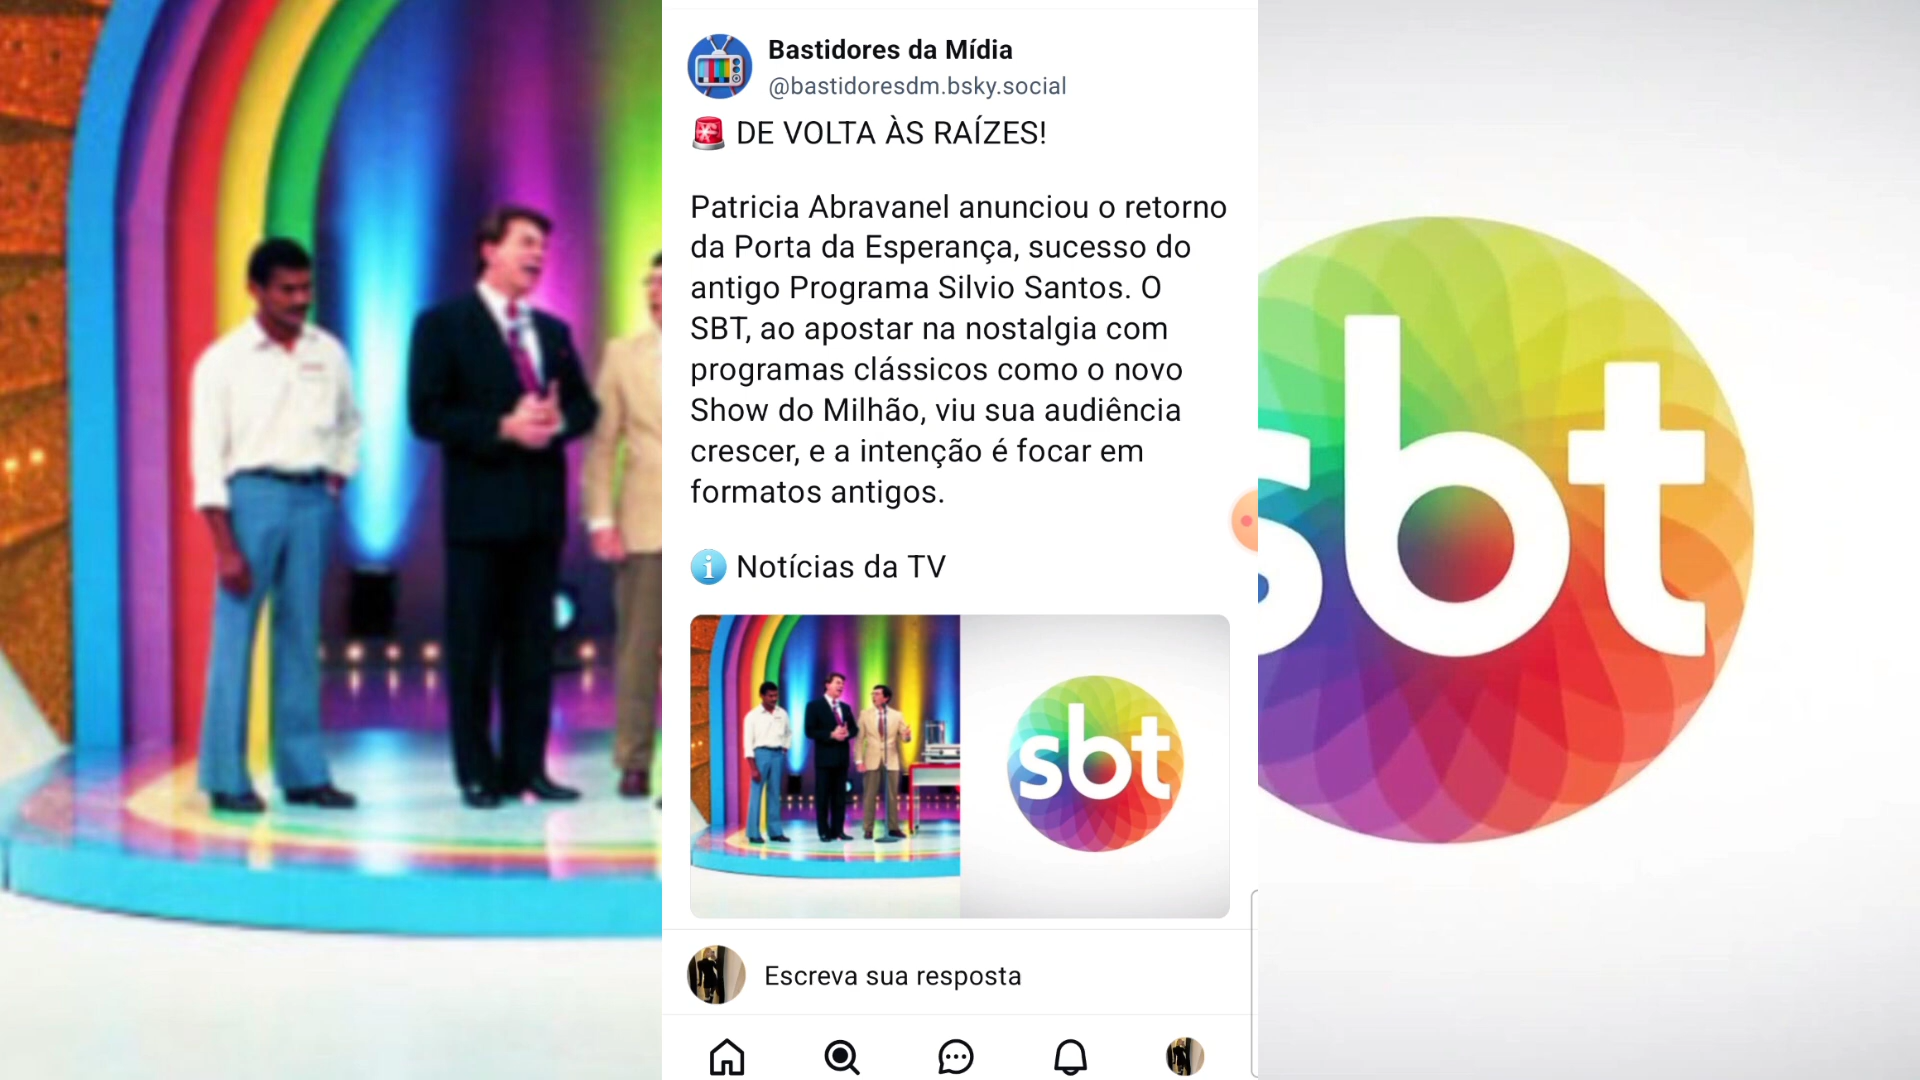 Bastidores da Mídia
@bastidoresdm.bsky.social
DE VOLTA ÀS RAÍZES!
Patricia Abravanel anunciou o retorno
da Porta da Esperança, sucesso do
antigo Programa Silvio Santos. O
SBT, ao apostar na nostalgia com
programas clássicos como o novo
Show do Milhão, viu sua audiência
crescer, e a intenção é focar em
formatos antigos.
i Notícias da TV
sbt
Escreva sua resposta
sbt